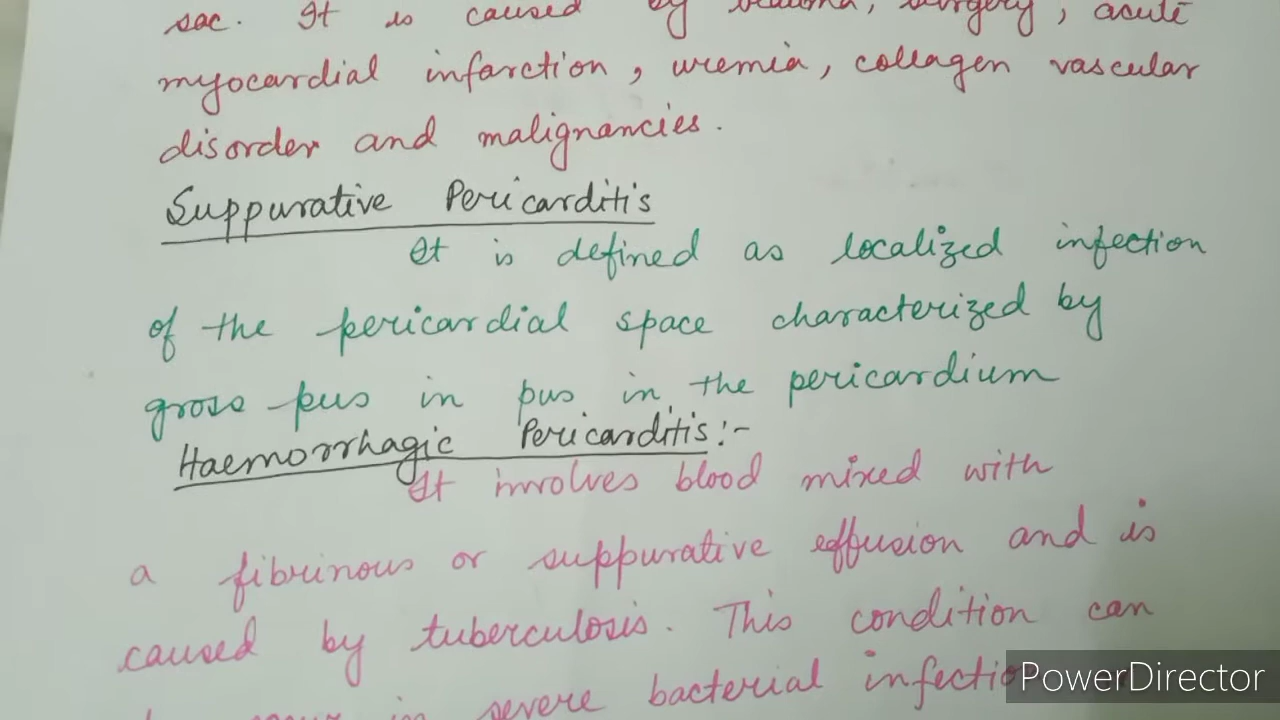 sac. It is caused by trauma, surgery, acute
myocardial infarction, uremia, collagen vascular
disorder and malignancies.
Suppurative Pericarditis
It is defined as localized infection
of the pericardial space characterized by
gross pus in pus in the pericardium
Haemorrhagic Pericarditis:-
It involves blood mixed with
a fibrinous or suppurative effusion and is
caused by tuberculosis. This condition can
in severe bacterial infection
PowerDirector